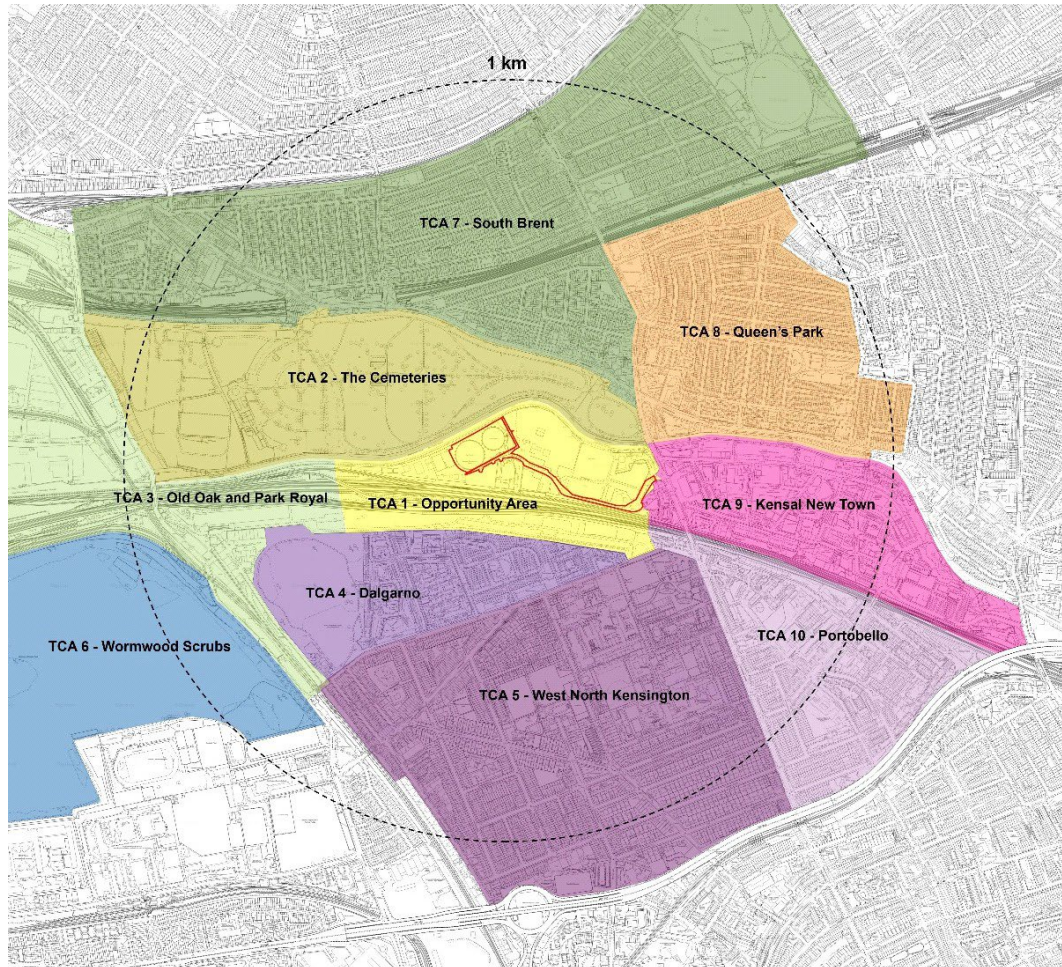 1 km
TCA 7 - South Brent
TCA 8 - Queen's Park
TCA 2 - The Cemeteries
TCA 3 - Old Oak and Park Royal
TCA 1 - Opportunity Area
TCA 9 - Kensal New Town
TCA 4 - Dalgarno
TCA 10 - Portobello
TCA 6 - Wormwood Scrubs
TCA 5 - West North Kensington